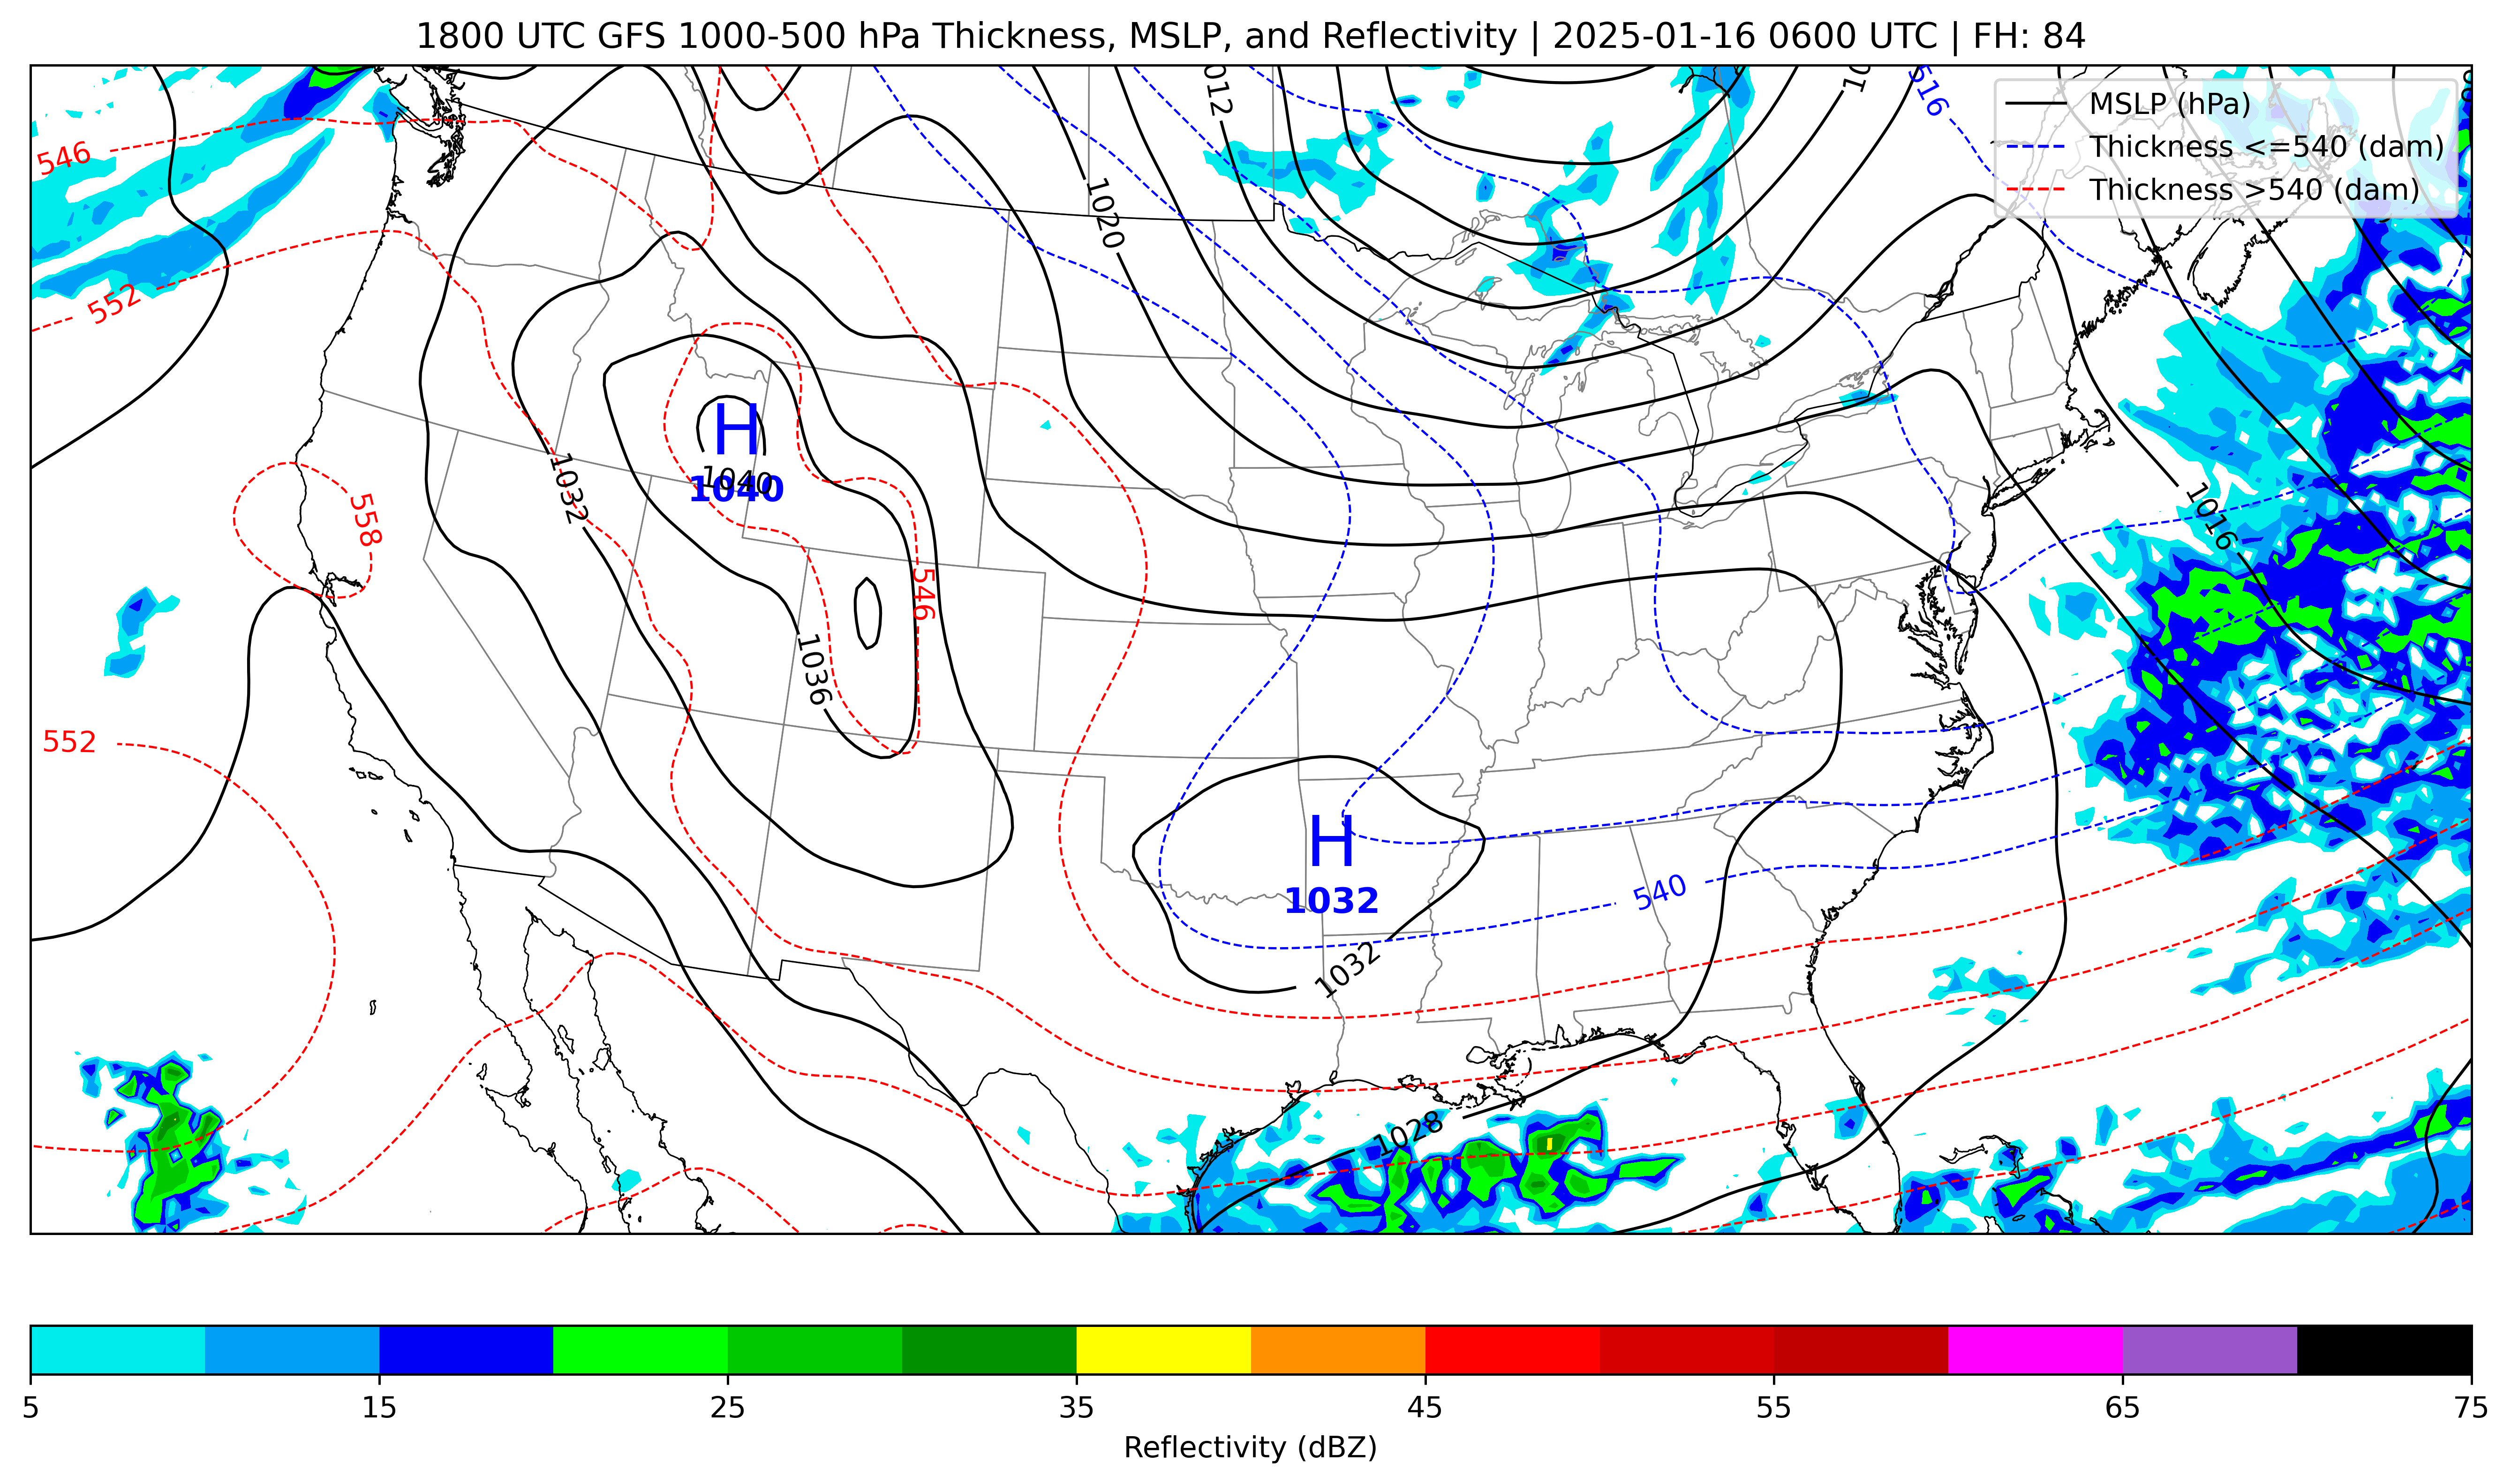 1800 UTC GFS 1000-500 hPa Thickness, MSLP, and Reflectivity | 2025-01-16 0600 UTC | FH: 84
MSLP (hPa)
Thickness <=540 (dam)
Thickness >540 (dam)
012
516
546
1020
552
H
1040
1040
1032
558
1016
546
1036
552
H
1032
540
1032
1028
5 15 25 35 45 55 65 75
Reflectivity (dBZ)